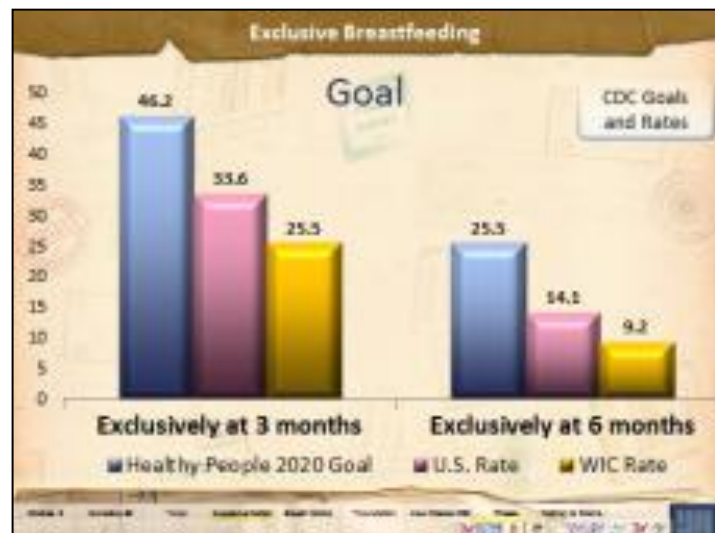 Exclusive Breastfeeding
Goal
CDC Goals
and Rates
50
45
40
35
30
25
20
15
10
5
0
46.2
33.6
25.5
25.5
14.1
9.2
Exclusively at 3 months
Exclusively at 6 months
Healthy People 2020 Goal
U.S. Rate
WIC Rate